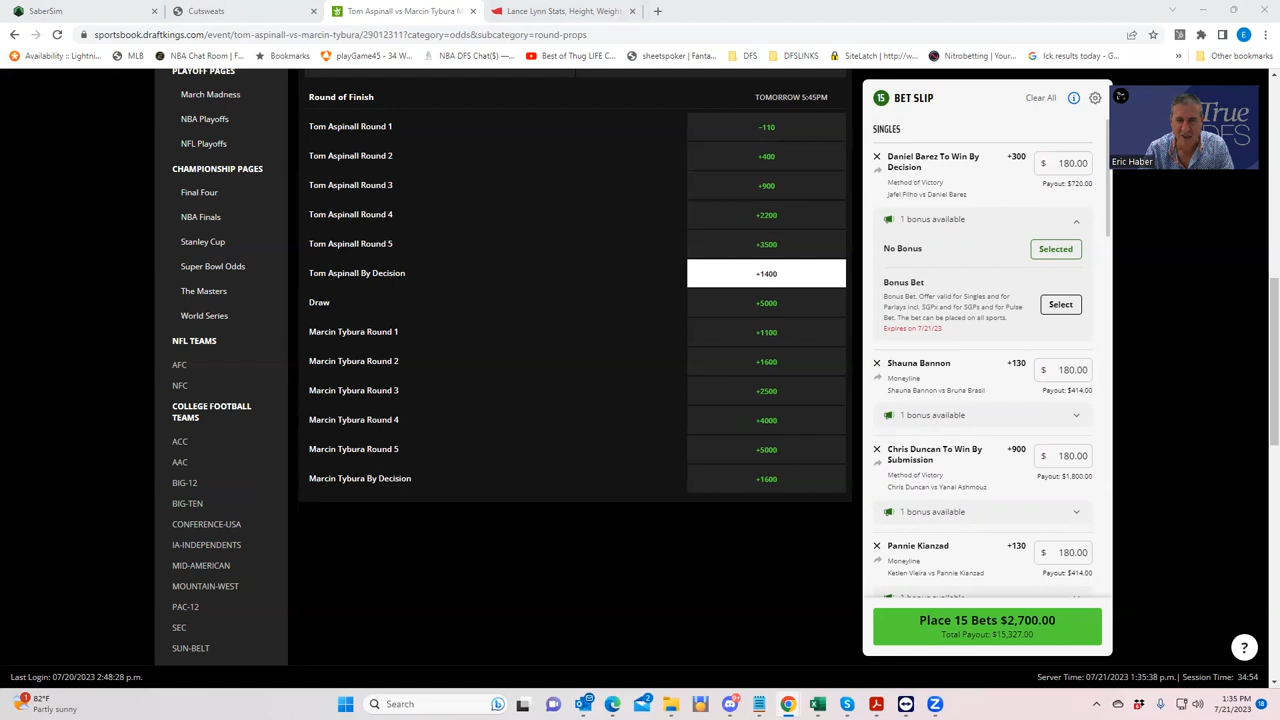 SaberSim
Cutsweats
Tom Aspinall vs Marcin Tybura : M
Lance Lynn Stats, Height, Weight
sportsbook.draftkings.com/event/tom-aspinall-vs-marcin-tybura/29012311?category=odds&subcategory=round-props
E
Availability :: Lightni...
MLB
NBA Chat Room | F...
Bookmarks
playGame45 - 34 W...
NBA DFS Chat($) -...
Best of Thug LIFE C...
sheetspoker | Fanta...
DFS
DFSLINKS
SiteLatch | http://w...
Nitrobetting | Your...
Ick results today - G...
»
Other bookmarks
PLAYOFF PAGES
March Madness
NBA Playoffs
NFL Playoffs
CHAMPIONSHIP PAGES
Final Four
NBA Finals
Stanley Cup
Super Bowl Odds
The Masters
World Series
NFL TEAMS
AFC
NFC
COLLEGE FOOTBALL
TEAMS
ACC
AAC
BIG-12
BIG-TEN
CONFERENCE-USA
IA-INDEPENDENTS
MID-AMERICAN
MOUNTAIN-WEST
PAC-12
SEC
SUN-BELT
Round of Finish
TOMORROW 5:45PM
Tom Aspinall Round 1
−110
Tom Aspinall Round 2
+400
Tom Aspinall Round 3
+900
Tom Aspinall Round 4
+2200
Tom Aspinall Round 5
+3500
Tom Aspinall By Decision
+1400
Draw
+5000
Marcin Tybura Round 1
+1100
Marcin Tybura Round 2
+1600
Marcin Tybura Round 3
+2500
Marcin Tybura Round 4
+4000
Marcin Tybura Round 5
+5000
Marcin Tybura By Decision
+1600
15 BET SLIP
Clear All
SINGLES
Daniel Barez To Win By
Decision
+300
$ 180.00
Method of Victory
Payout: $720.00
Jafel Filho vs Daniel Barez
1 bonus available
No Bonus
Selected
Bonus Bet
Bonus Bet. Offer valid for Singles and for
Parlays incl. SGPx and for SGPs and for Pulse
Bet. The bet can be placed on all sports.
Expires on 7/21/23
Select
Shauna Bannon
+130
$ 180.00
Moneyline
Payout: $414.00
Shauna Bannon vs Bruna Brasil
1 bonus available
Chris Duncan To Win By
Submission
+900
$ 180.00
Method of Victory
Payout: $1,800.00
Chris Duncan vs Yanal Ashmouz
1 bonus available
Pannie Kianzad
+130
$ 180.00
Moneyline
Payout: $414.00
Ketlen Vieira vs Pannie Kianzad
1 bonus available
Place 15 Bets $2,700.00
Total Payout: $15,327.00
True
DFS
Eric Haber
?
Last Login: 07/20/2023 2:48:28 p.m.
Server Time: 07/21/2023 1:35:38 p.m.| Session Time: 34:54
1
82°F
Partly sunny
Search
1:35 PM
7/21/2023
18